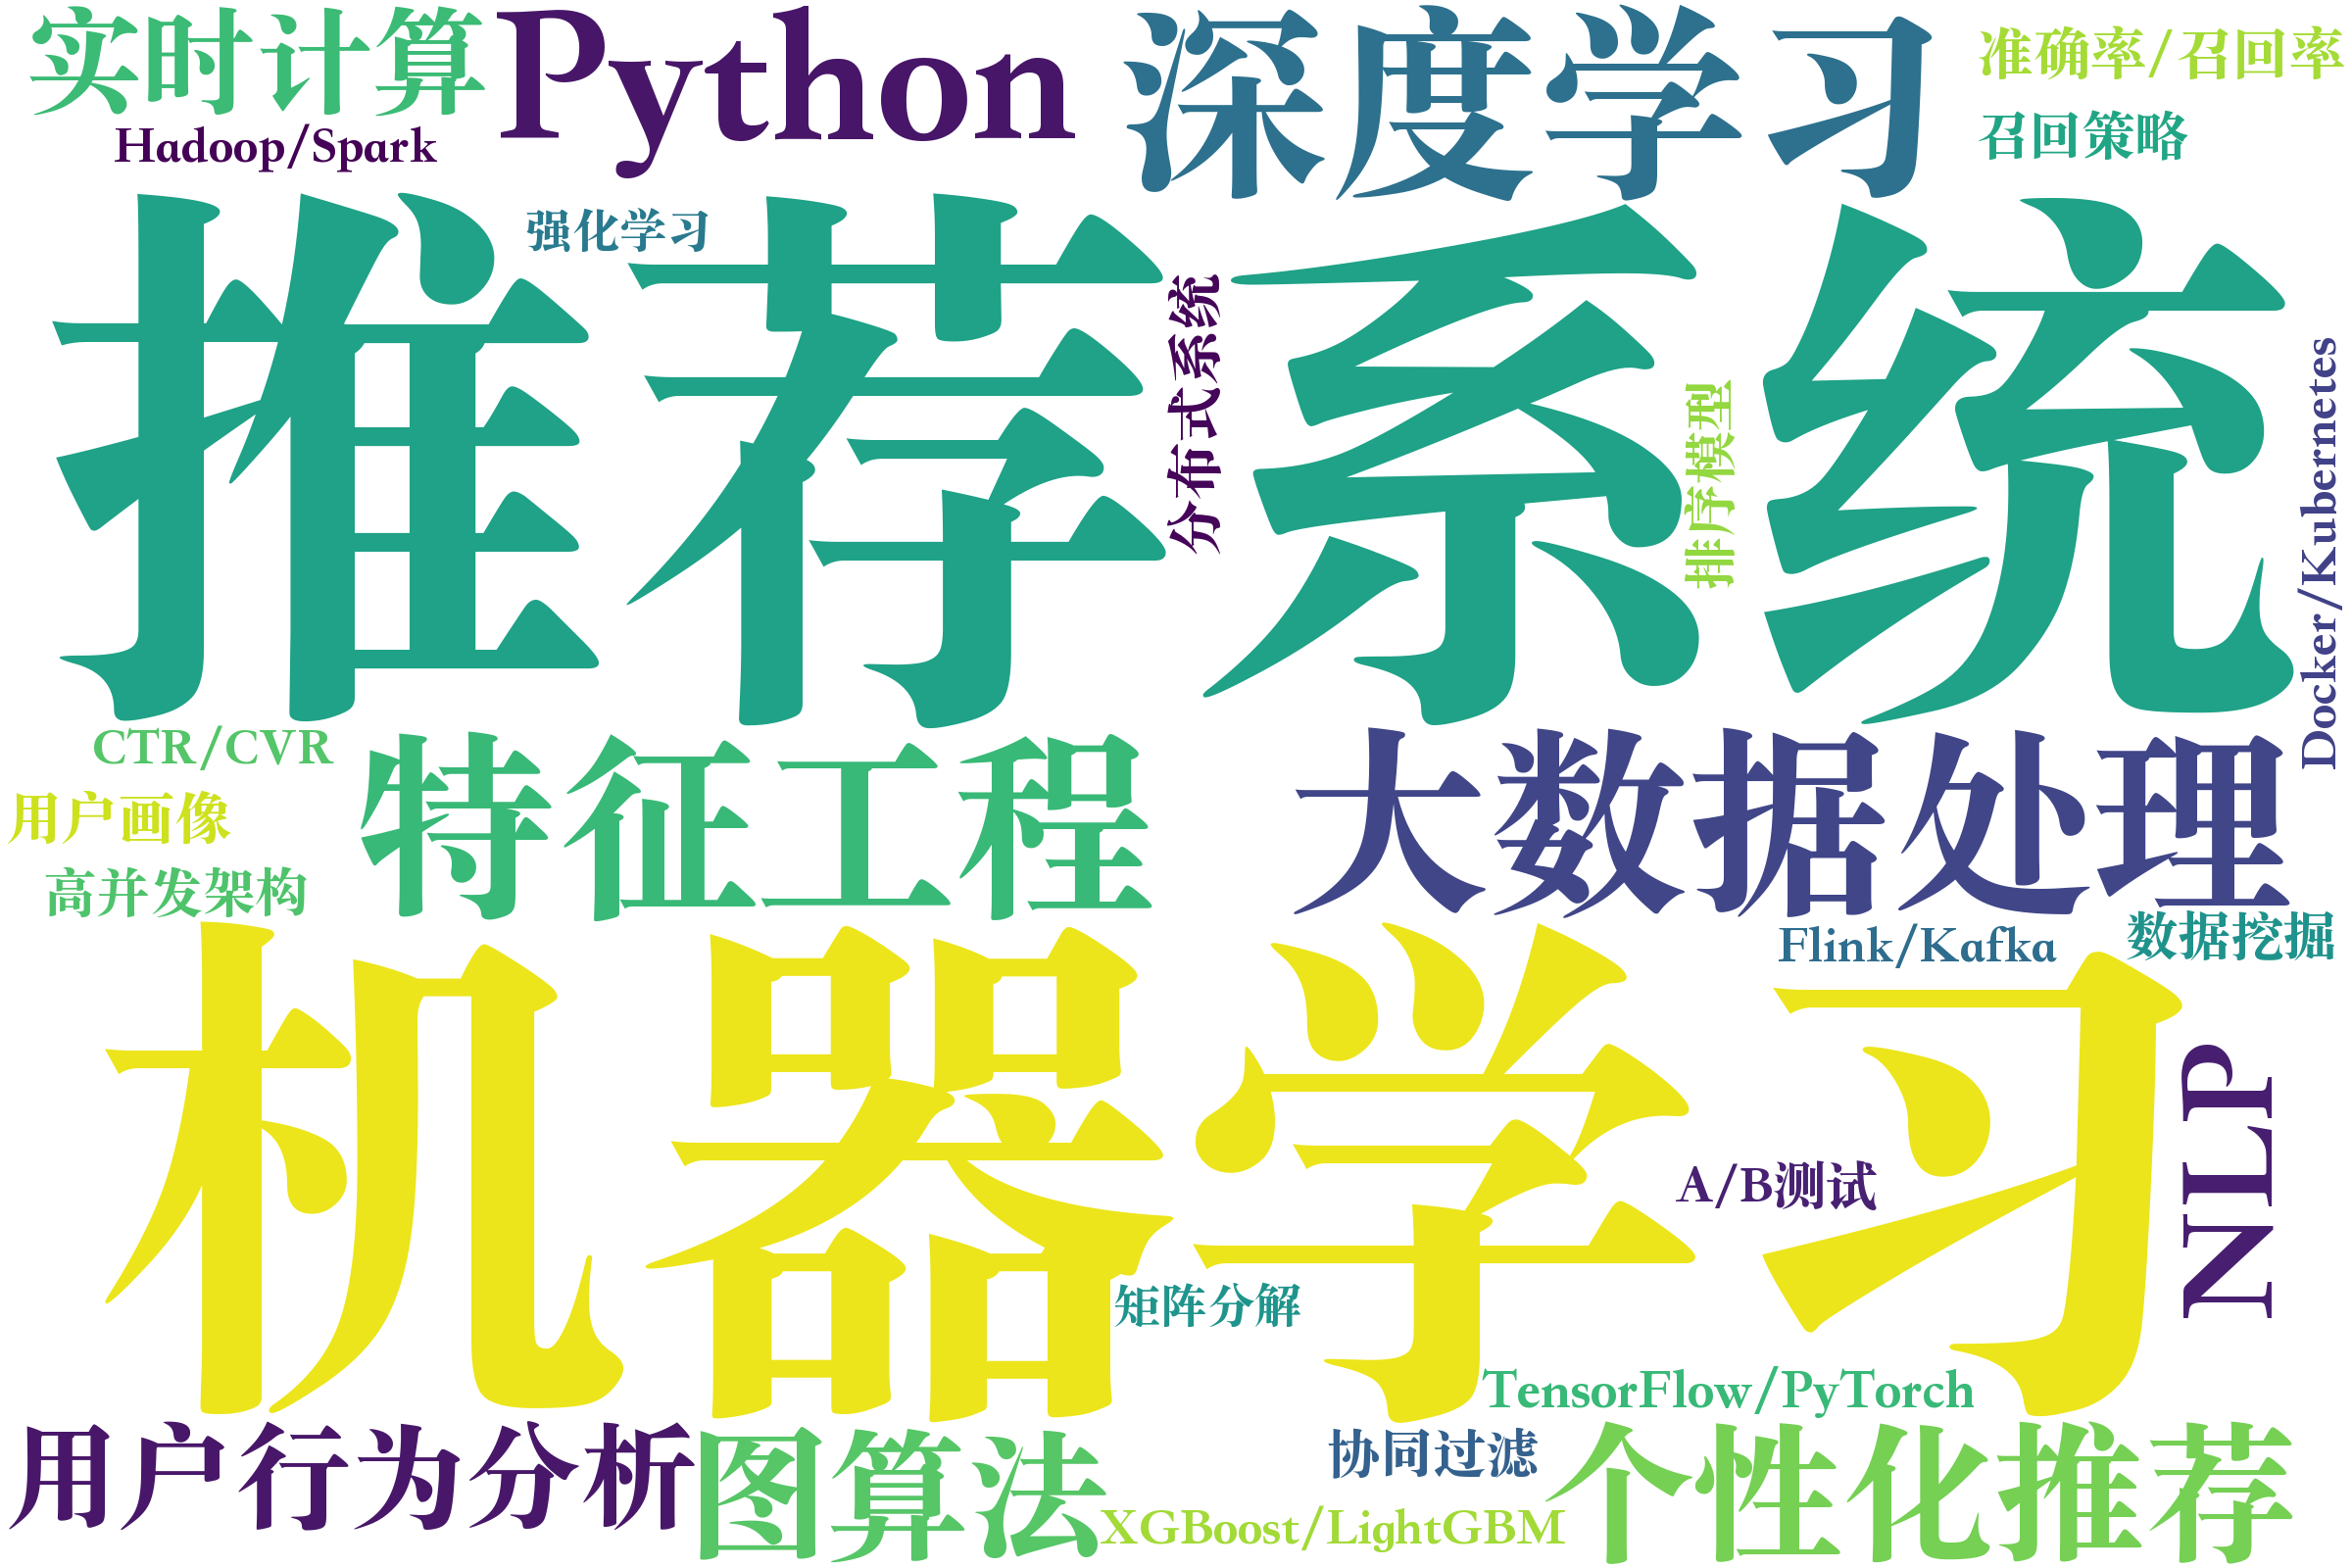 实时计算
Python
深度学习
准确率/召回率
Hadoop/Spark
召回策略
强化学习
推荐系统
分布式系统
排序模型
Docker/Kubernetes
CTR/CVR
特征工程
大数据处理
用户画像
高并发架构
Flink/Kafka
数据挖掘
机器学习
NLP
A/B测试
矩阵分解
TensorFlow/PyTorch
用户行为分析
图算法
协同过滤
XGBoost/LightGBM
个性化推荐